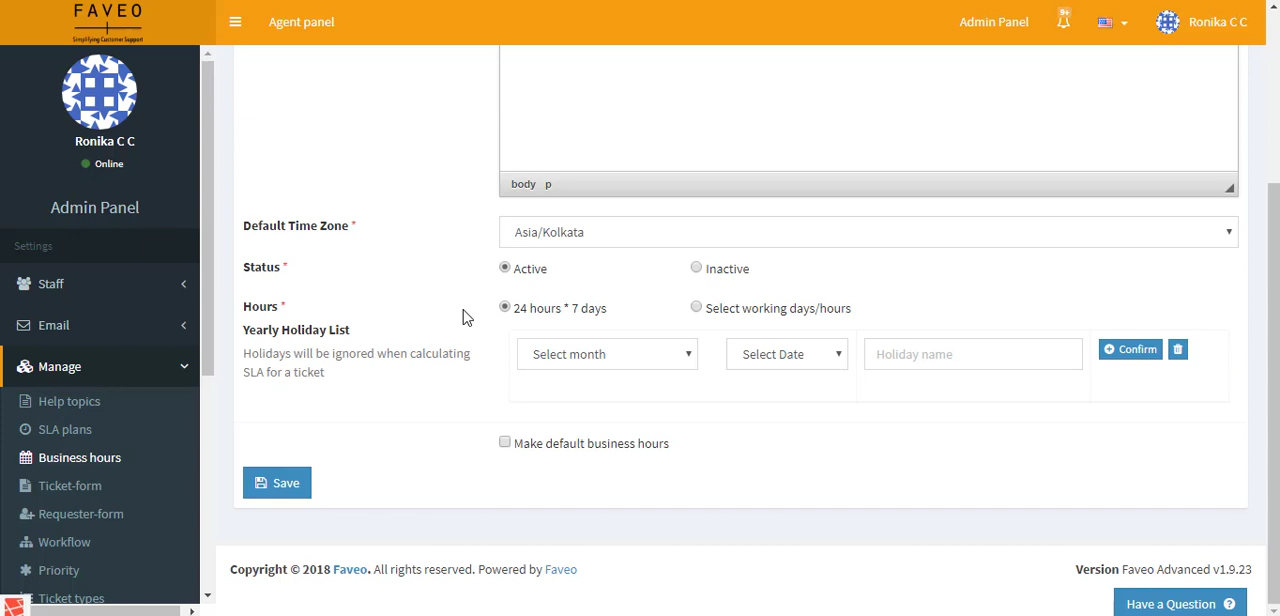 FAVEO
Simplifying Customer Support
Agent panel
Admin Panel
9+
Ronika C C
Ronika C C
Online
Admin Panel
Settings
Staff
Email
Manage
Help topics
SLA plans
Business hours
Ticket-form
Requester-form
Workflow
Priority
Ticket types
body p
Default Time Zone *
Asia/Kolkata
Status *
Active
Inactive
Hours *
24 hours * 7 days
Select working days/hours
Yearly Holiday List
Holidays will be ignored when calculating
SLA for a ticket
Select month
Select Date
Holiday name
Confirm
Make default business hours
Save
Copyright © 2018 Faveo. All rights reserved. Powered by Faveo
Version Faveo Advanced v1.9.23
Have a Question